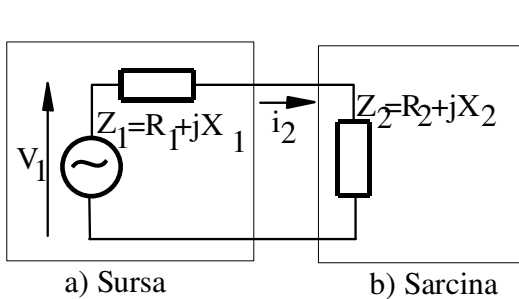 Z₁=R₁+jX₁
V₁
i₂
Z₂=R₂+jX₂
a) Sursa
b) Sarcina